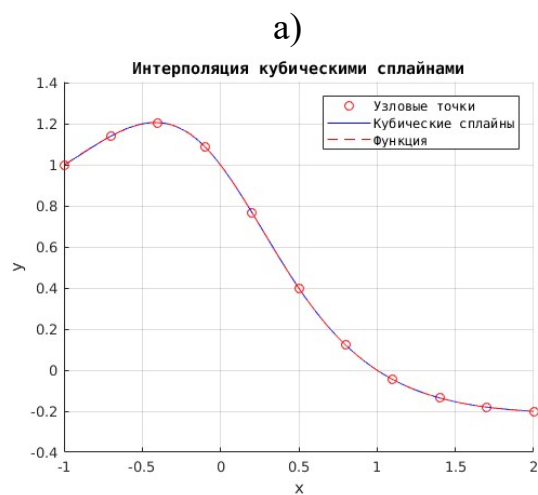 а)
Интерполяция кубическими сплайнами
1.4
Узловые точки
Кубические сплайны
Функция
1.2
1
0.8
0.6
0.4
0.2
0
-0.2
-0.4
y
-1
-0.5
0
0.5
1
1.5
2
x